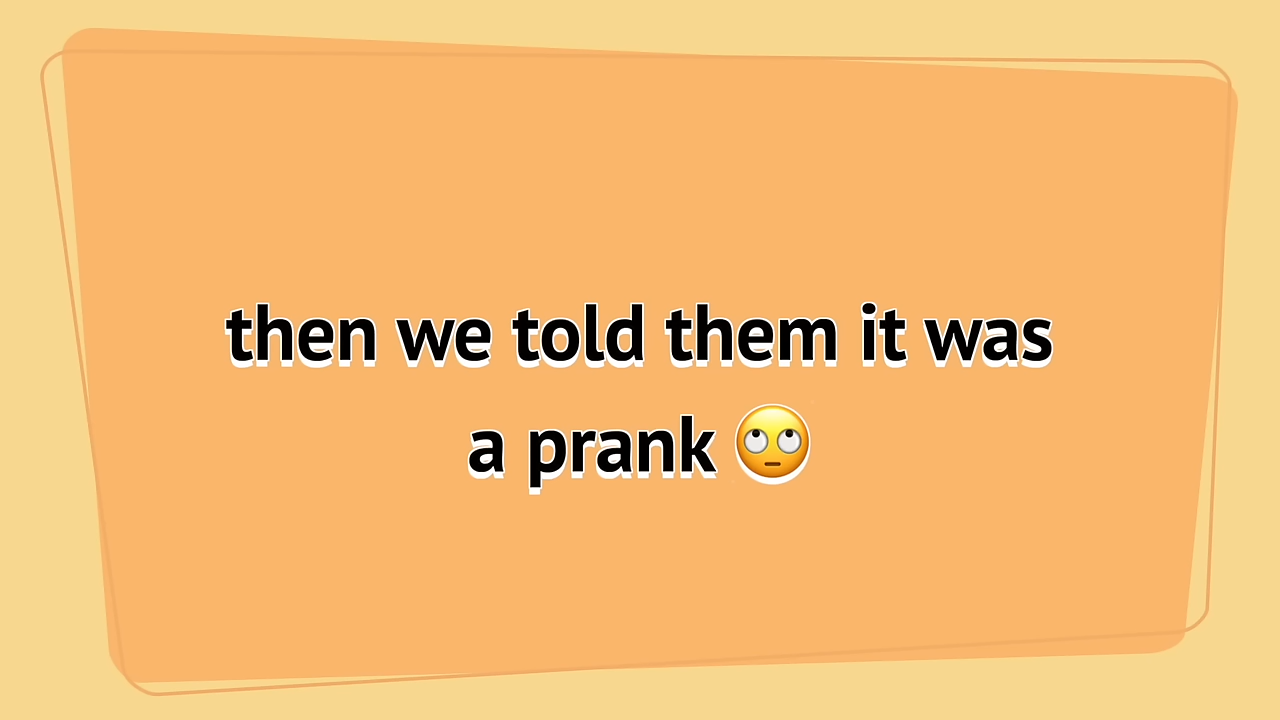 then we told them it was
a prank 🙄